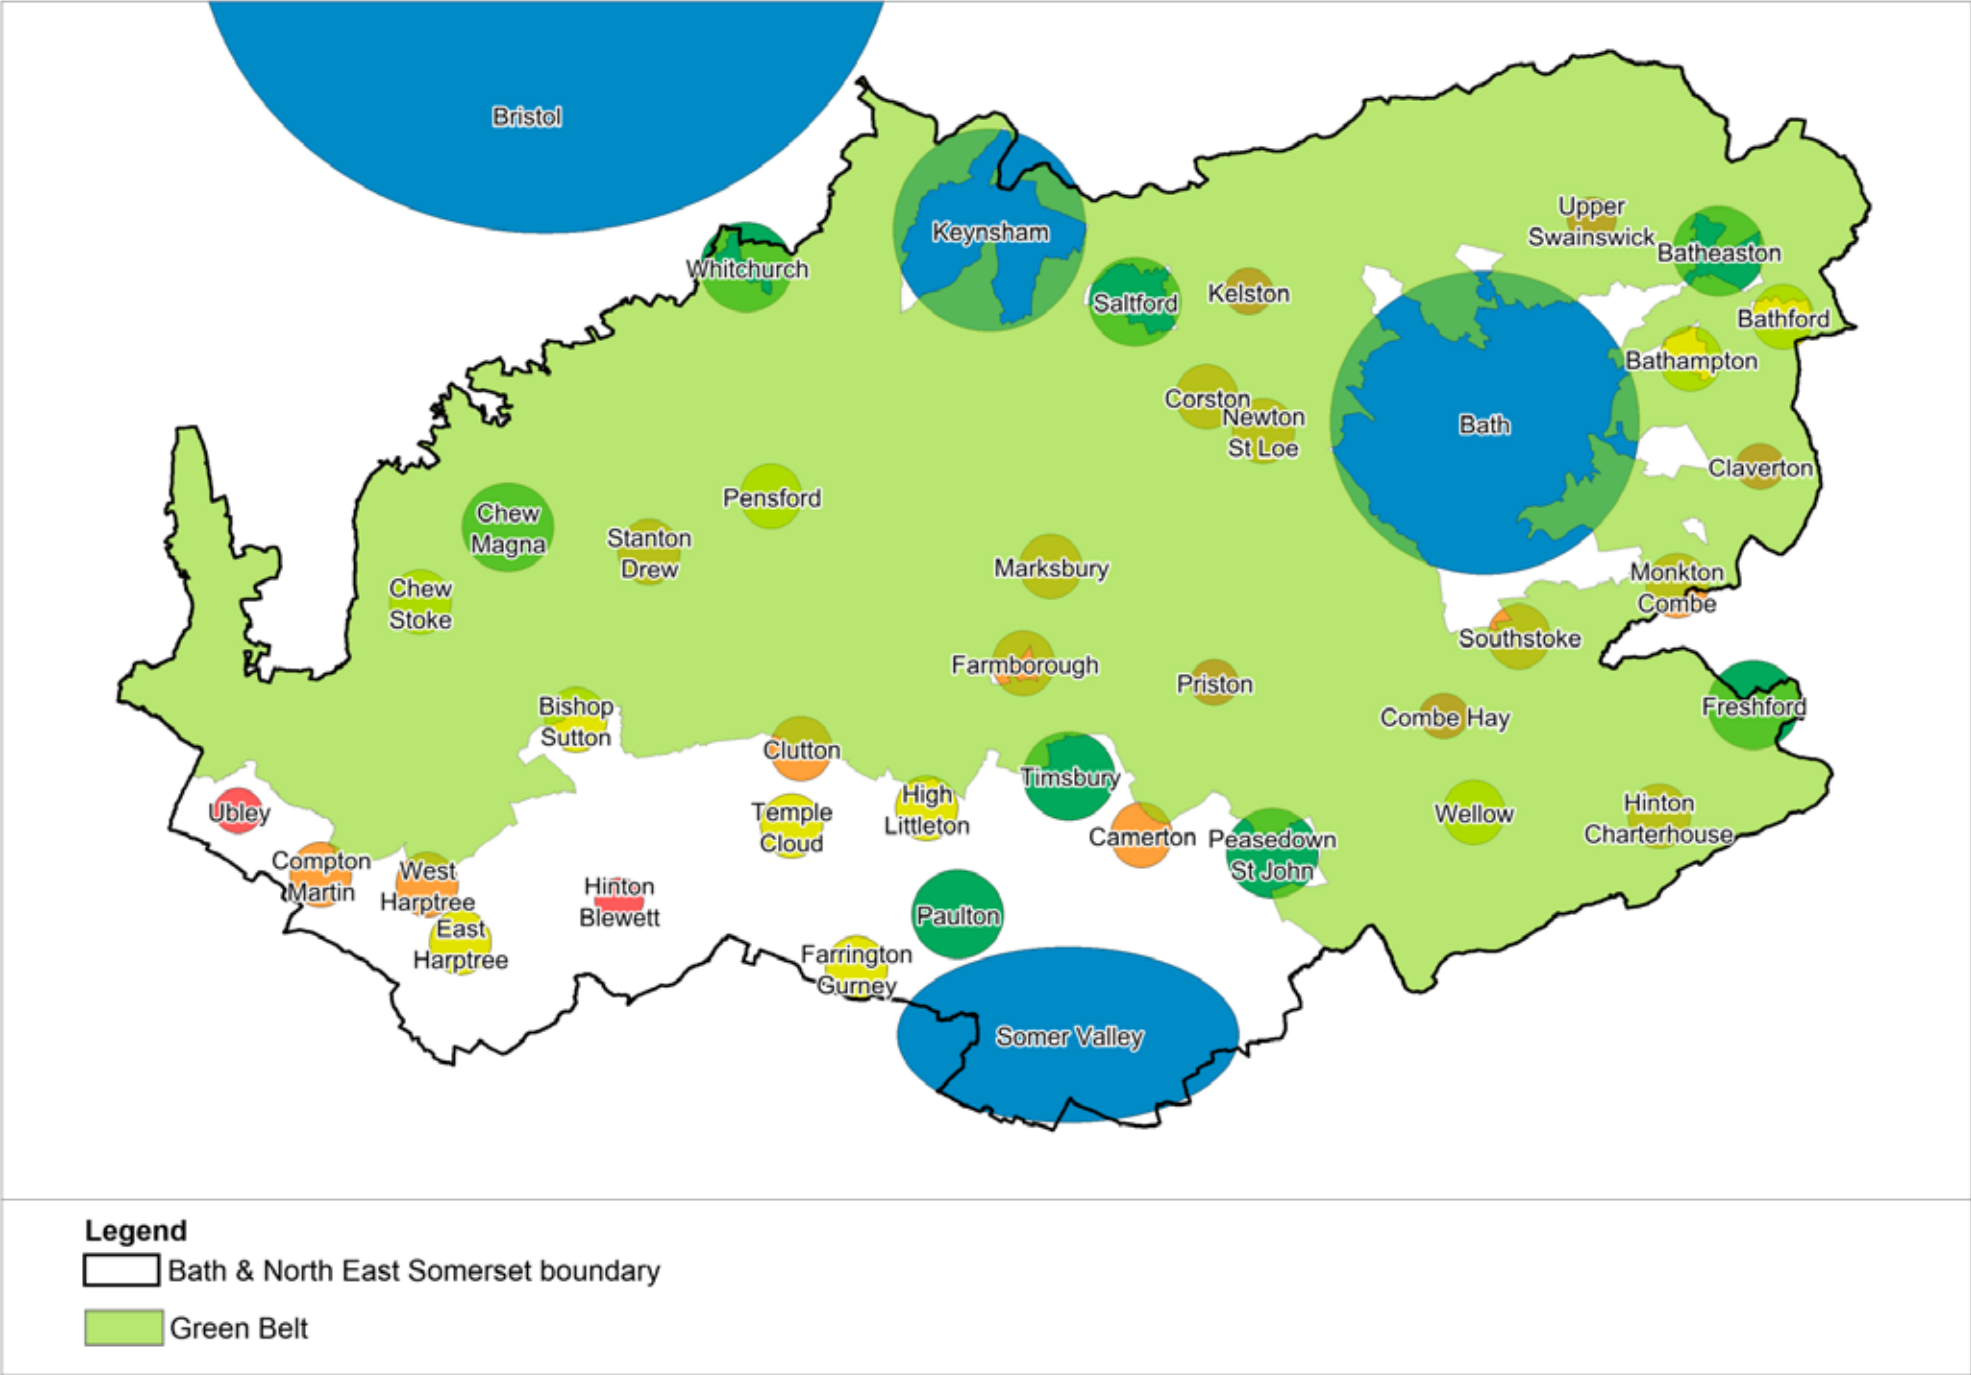 Bristol
Keynsham
Whitchurch
Saltford
Kelston
Upper
Swainswick
Batheaston
Bathford
Bathampton
Corston
Newton
St Loe
Bath
Claverton
Pensford
Chew
Magna
Stanton
Drew
Chew
Stoke
Marksbury
Monkton
Combe
Southstoke
Farmborough
Priston
Combe Hay
Freshford
Bishop
Sutton
Clutton
Timsbury
Ubley
Temple
Cloud
High
Littleton
Camerton
Peasedown
St John
Wellow
Hinton
Charterhouse
Compton
Martin
West
Harptree
East
Harptree
Hinton
Blewett
Paulton
Farrington
Gurney
Somer Valley
Legend
Bath & North East Somerset boundary
Green Belt